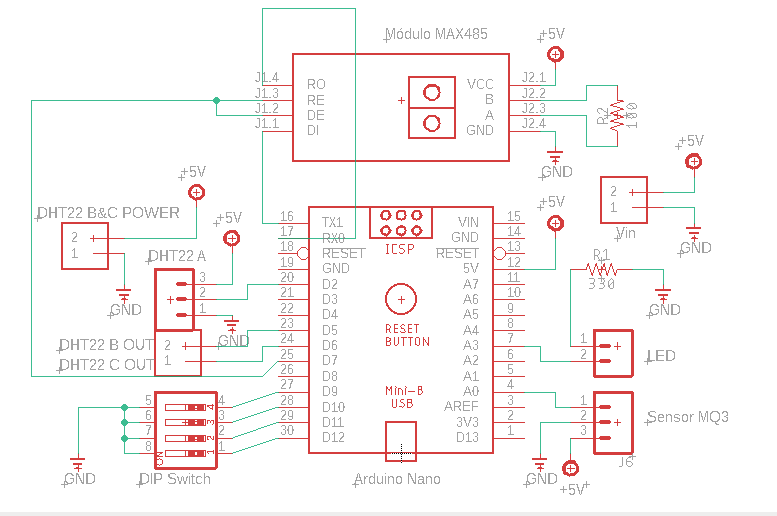 Módulo MAX485
+5V
J1.4 RO VCC J2.1
J1.3 RE B J2.2
J1.2 DE A J2.3
J1.1 DI GND J2.4
R2 100
GND
+5V
2
1
Vin
GND
DHT22 B&C POWER
+5V
2
1
GND
+5V
DHT22 A
3
2
1
GND
DHT22 B OUT 2
DHT22 C OUT 1
+5V
16 TX1 VIN 15
17 RX0 GND 14
18 RESET RESET 13
19 GND 5V 12
20 D2 A7 11
21 D3 A6 10
22 D4 A5 9
23 D5 A4 8
24 D6 A3 7
25 D7 A2 6
26 D8 A1 5
27 D9 A0 4
28 D10 AREF 3
29 D11 3V3 2
30 D12 D13 1
ICSP
RESET
BUTTON
Mini-B
USB
Arduino Nano
R1
330
GND
1
2
LED
1
2
3
Sensor MQ3
J6
GND
+5V
5 4 4
6 3 3
7 2 2
8 1 1
ON
GND
DIP Switch